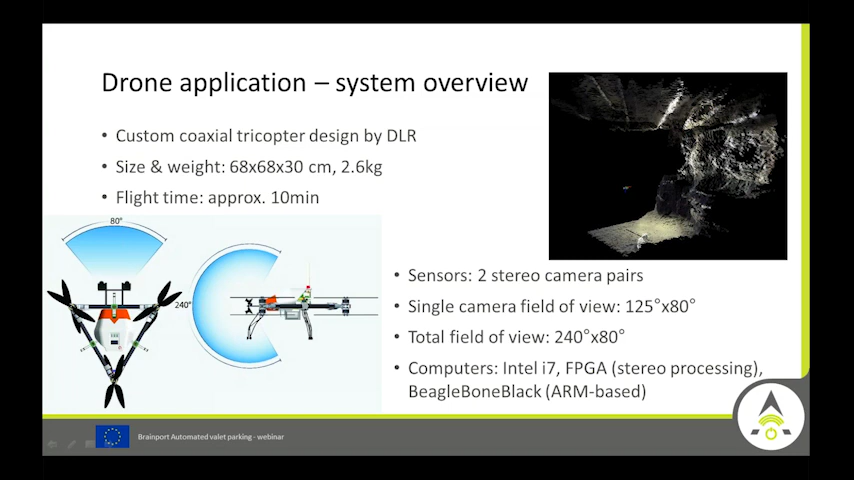 Drone application – system overview
• Custom coaxial tricopter design by DLR
• Size & weight: 68x68x30 cm, 2.6kg
• Flight time: approx. 10min
80°
240°
• Sensors: 2 stereo camera pairs
• Single camera field of view: 125°x80°
• Total field of view: 240°x80°
• Computers: Intel i7, FPGA (stereo processing),
BeagleBoneBlack (ARM-based)
Brainport Automated valet parking - webinar